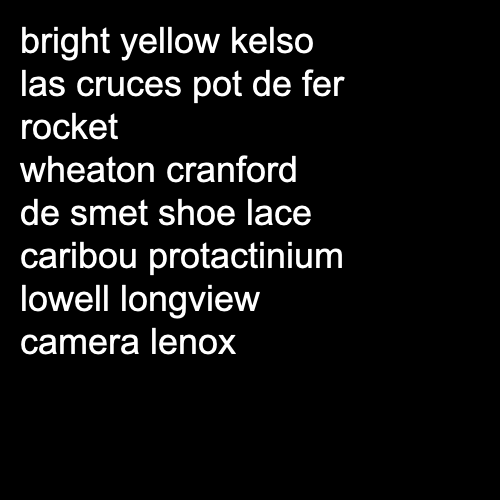 bright yellow kelso
las cruces pot de fer
rocket
wheaton cranford
de smet shoe lace
caribou protactinium
lowell longview
camera lenox